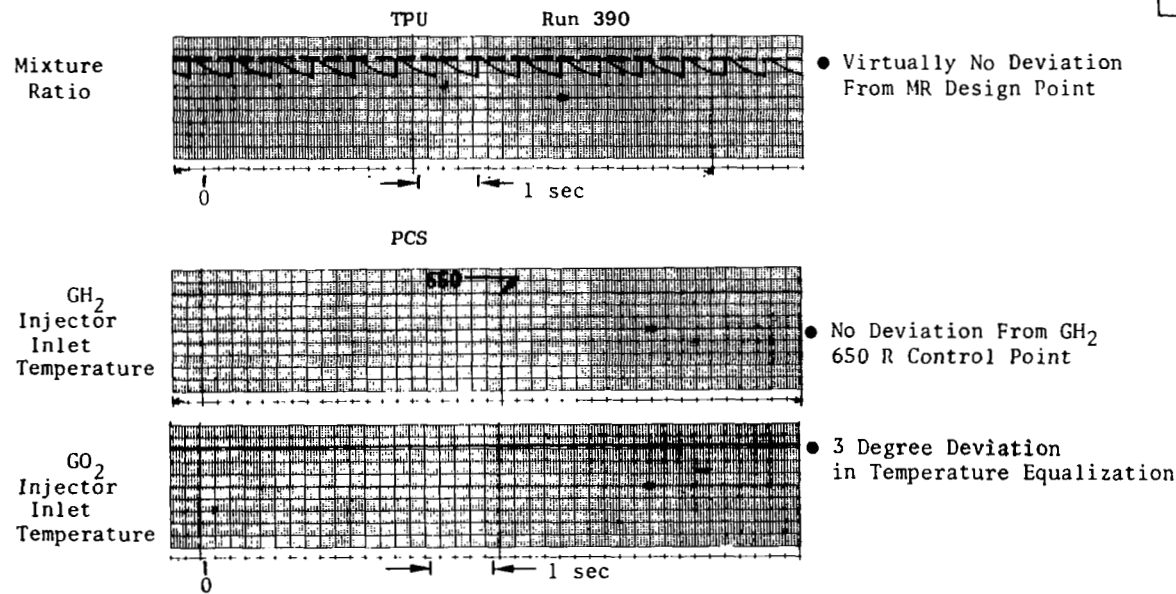 TPU Run 390
Mixture
Ratio
● Virtually No Deviation
From MR Design Point
0
1 sec
PCS
GH2
Injector
Inlet
Temperature
● No Deviation From GH2
650 R Control Point
GO2
Injector
Inlet
Temperature
● 3 Degree Deviation
in Temperature Equalization
0
1 sec